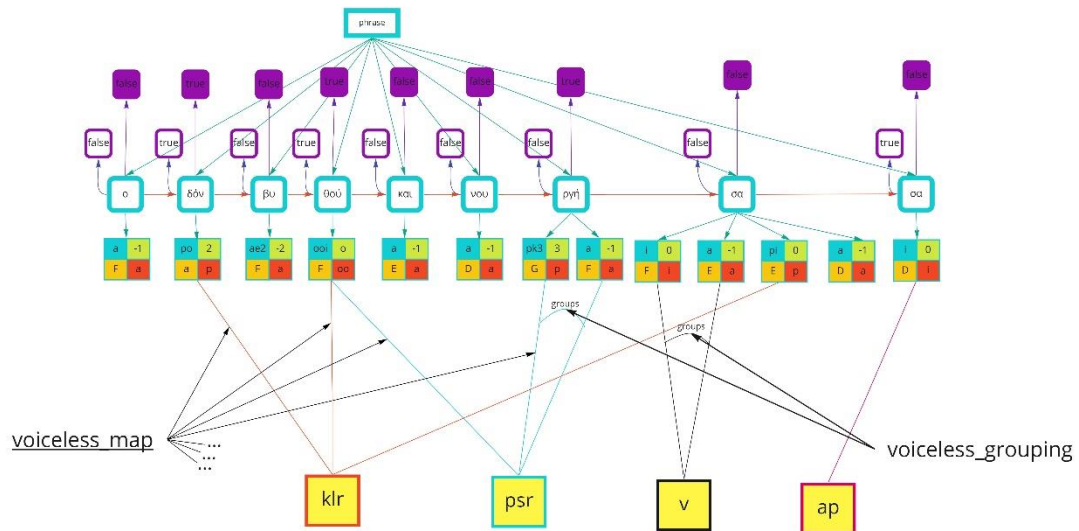 phrase
false true false true false false true false false
false true false true false false false false true
ο δόν βυ θού και νου ργή σα σα
a -1 po 2 ae2 -2 ooi o a -1 a -1 pk3 3 a -1 i 0 a -1 pi 0 a -1 i 0
F a a p F a F oo E a D a G p F a F i E a E p D a D i
groups
groups
voiceless_map
...
...
...
voiceless_grouping
klr psr v ap